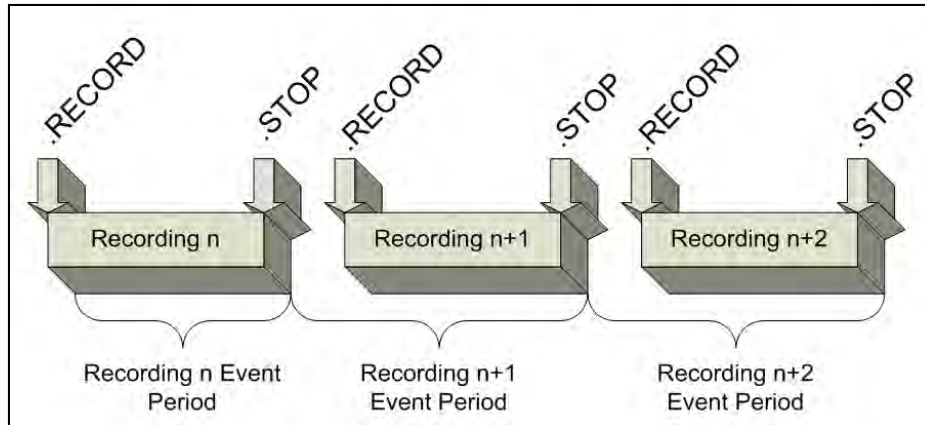 .RECORD
.STOP
.RECORD
.STOP
.RECORD
.STOP
Recording n
Recording n+1
Recording n+2
Recording n Event
Period
Recording n+1
Event Period
Recording n+2
Event Period